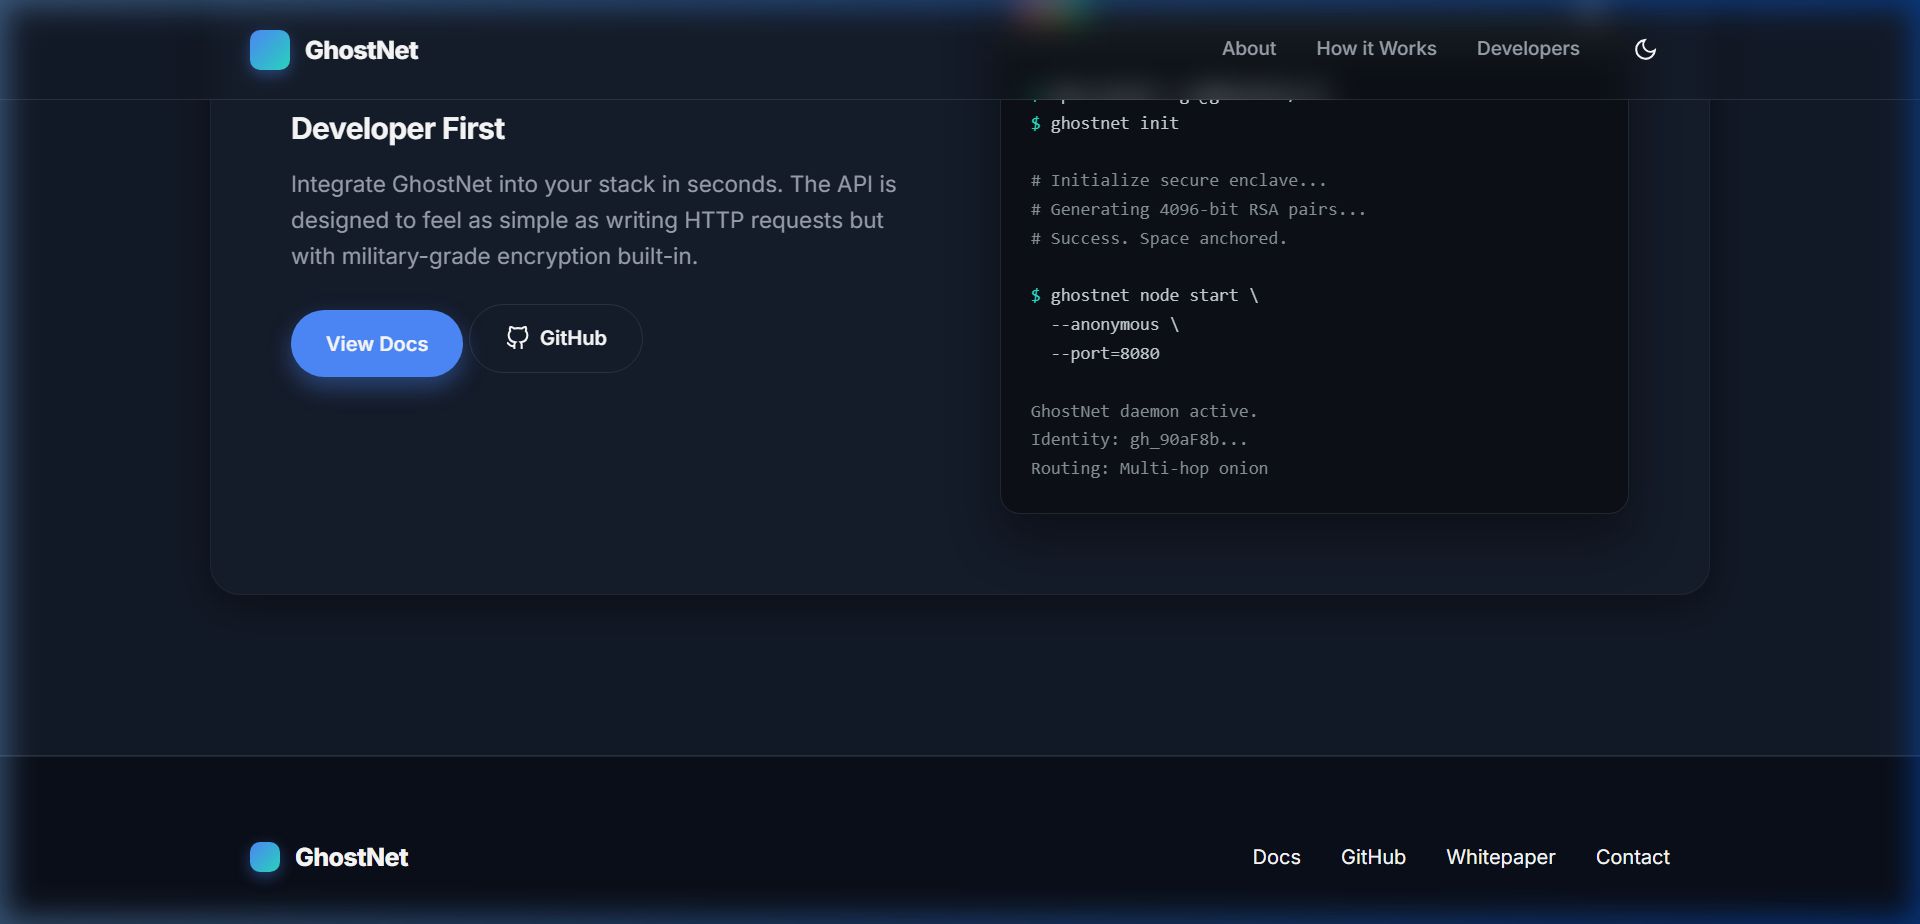 GhostNet
About
How it Works
Developers
Developer First
Integrate GhostNet into your stack in seconds. The API is
designed to feel as simple as writing HTTP requests but
with military-grade encryption built-in.
View Docs
GitHub
$ ghostnet init
# Initialize secure enclave...
# Generating 4096-bit RSA pairs...
# Success. Space anchored.
$ ghostnet node start \
--anonymous \
--port=8080
GhostNet daemon active.
Identity: gh_90aF8b...
Routing: Multi-hop onion
GhostNet
Docs
GitHub
Whitepaper
Contact